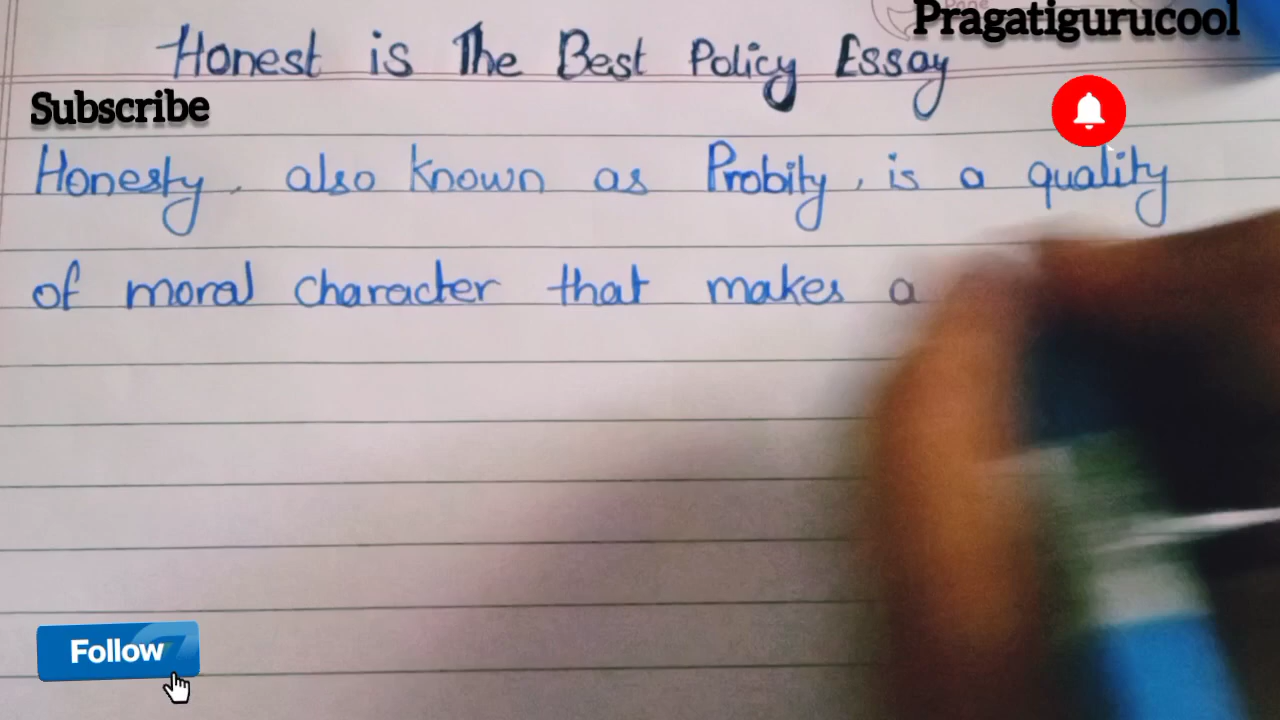 Pragatigurucool
Honest is The Best Policy Essay
Subscribe
Honesty, also known as Probity, is a quality
of moral character that makes a
Follow